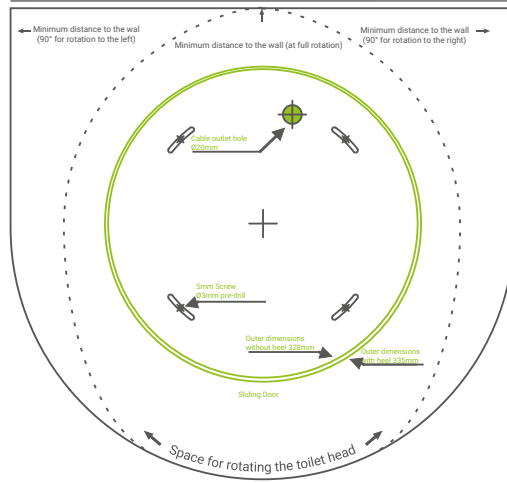 Minimum distance to the wal
(90° for rotation to the left)
Minimum distance to the wall (at full rotation)
Minimum distance to the wall
(90° for rotation to the right)
Cable outlet hole
Ø20mm
5mm Screw
Ø3mm pre-drill
Outer dimensions
without heel 328mm
Outer dimensions
with heel 335mm
Sliding Door
Space for rotating the toilet head